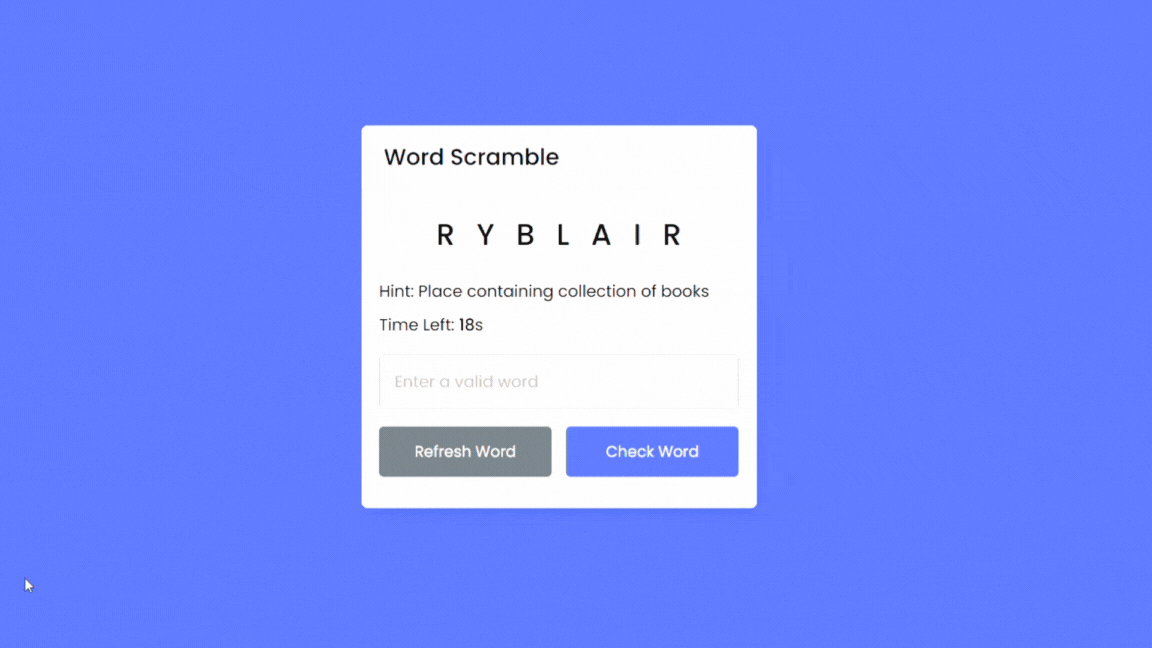 Word Scramble
R Y B L A I R
Hint: Place containing collection of books
Time Left: 18s
Enter a valid word
Refresh Word Check Word